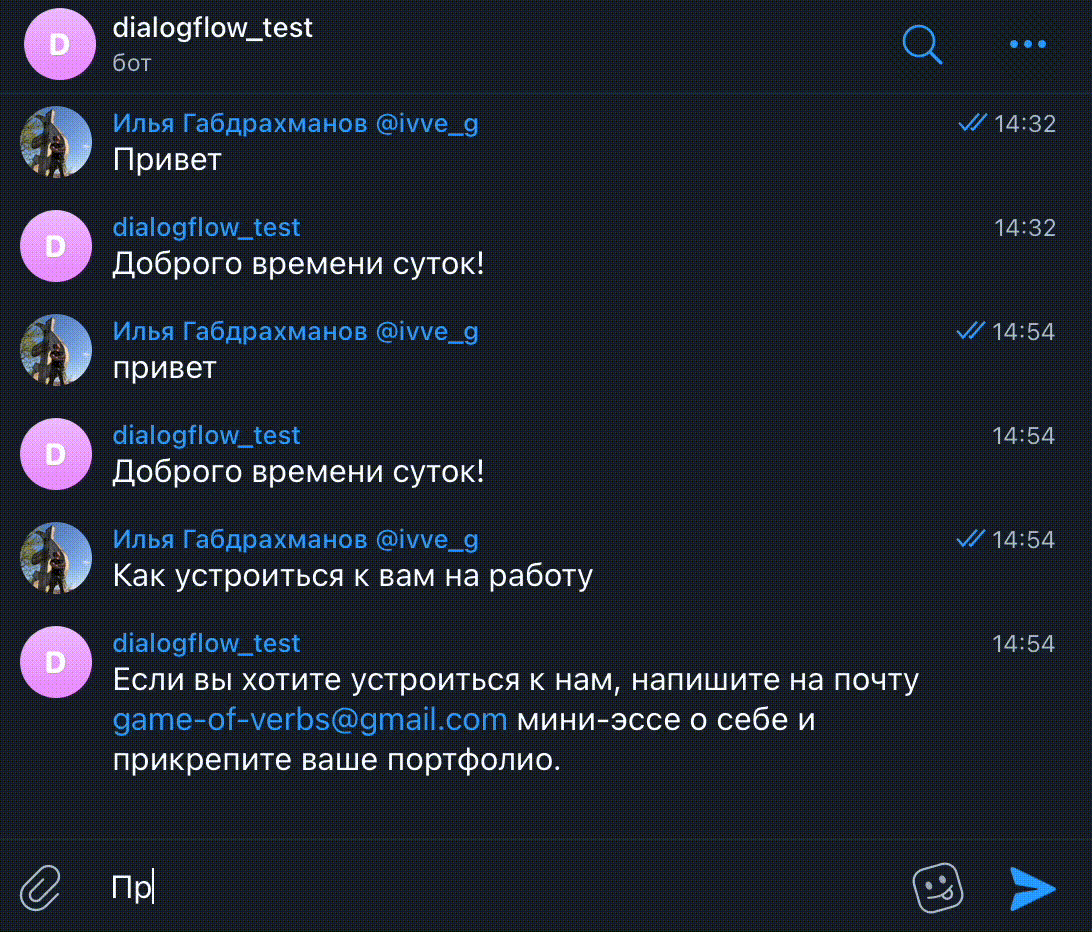 D
dialogflow_test
бот
Илья Габдрахманов @ivve_g 14:32
Привет
D
dialogflow_test 14:32
Доброго времени суток!
Илья Габдрахманов @ivve_g 14:54
привет
D
dialogflow_test 14:54
Доброго времени суток!
Илья Габдрахманов @ivve_g 14:54
Как устроиться к вам на работу
D
dialogflow_test 14:54
Если вы хотите устроиться к нам, напишите на почту
game-of-verbs@gmail.com мини-эссе о себе и
прикрепите ваше портфолио.
Пр